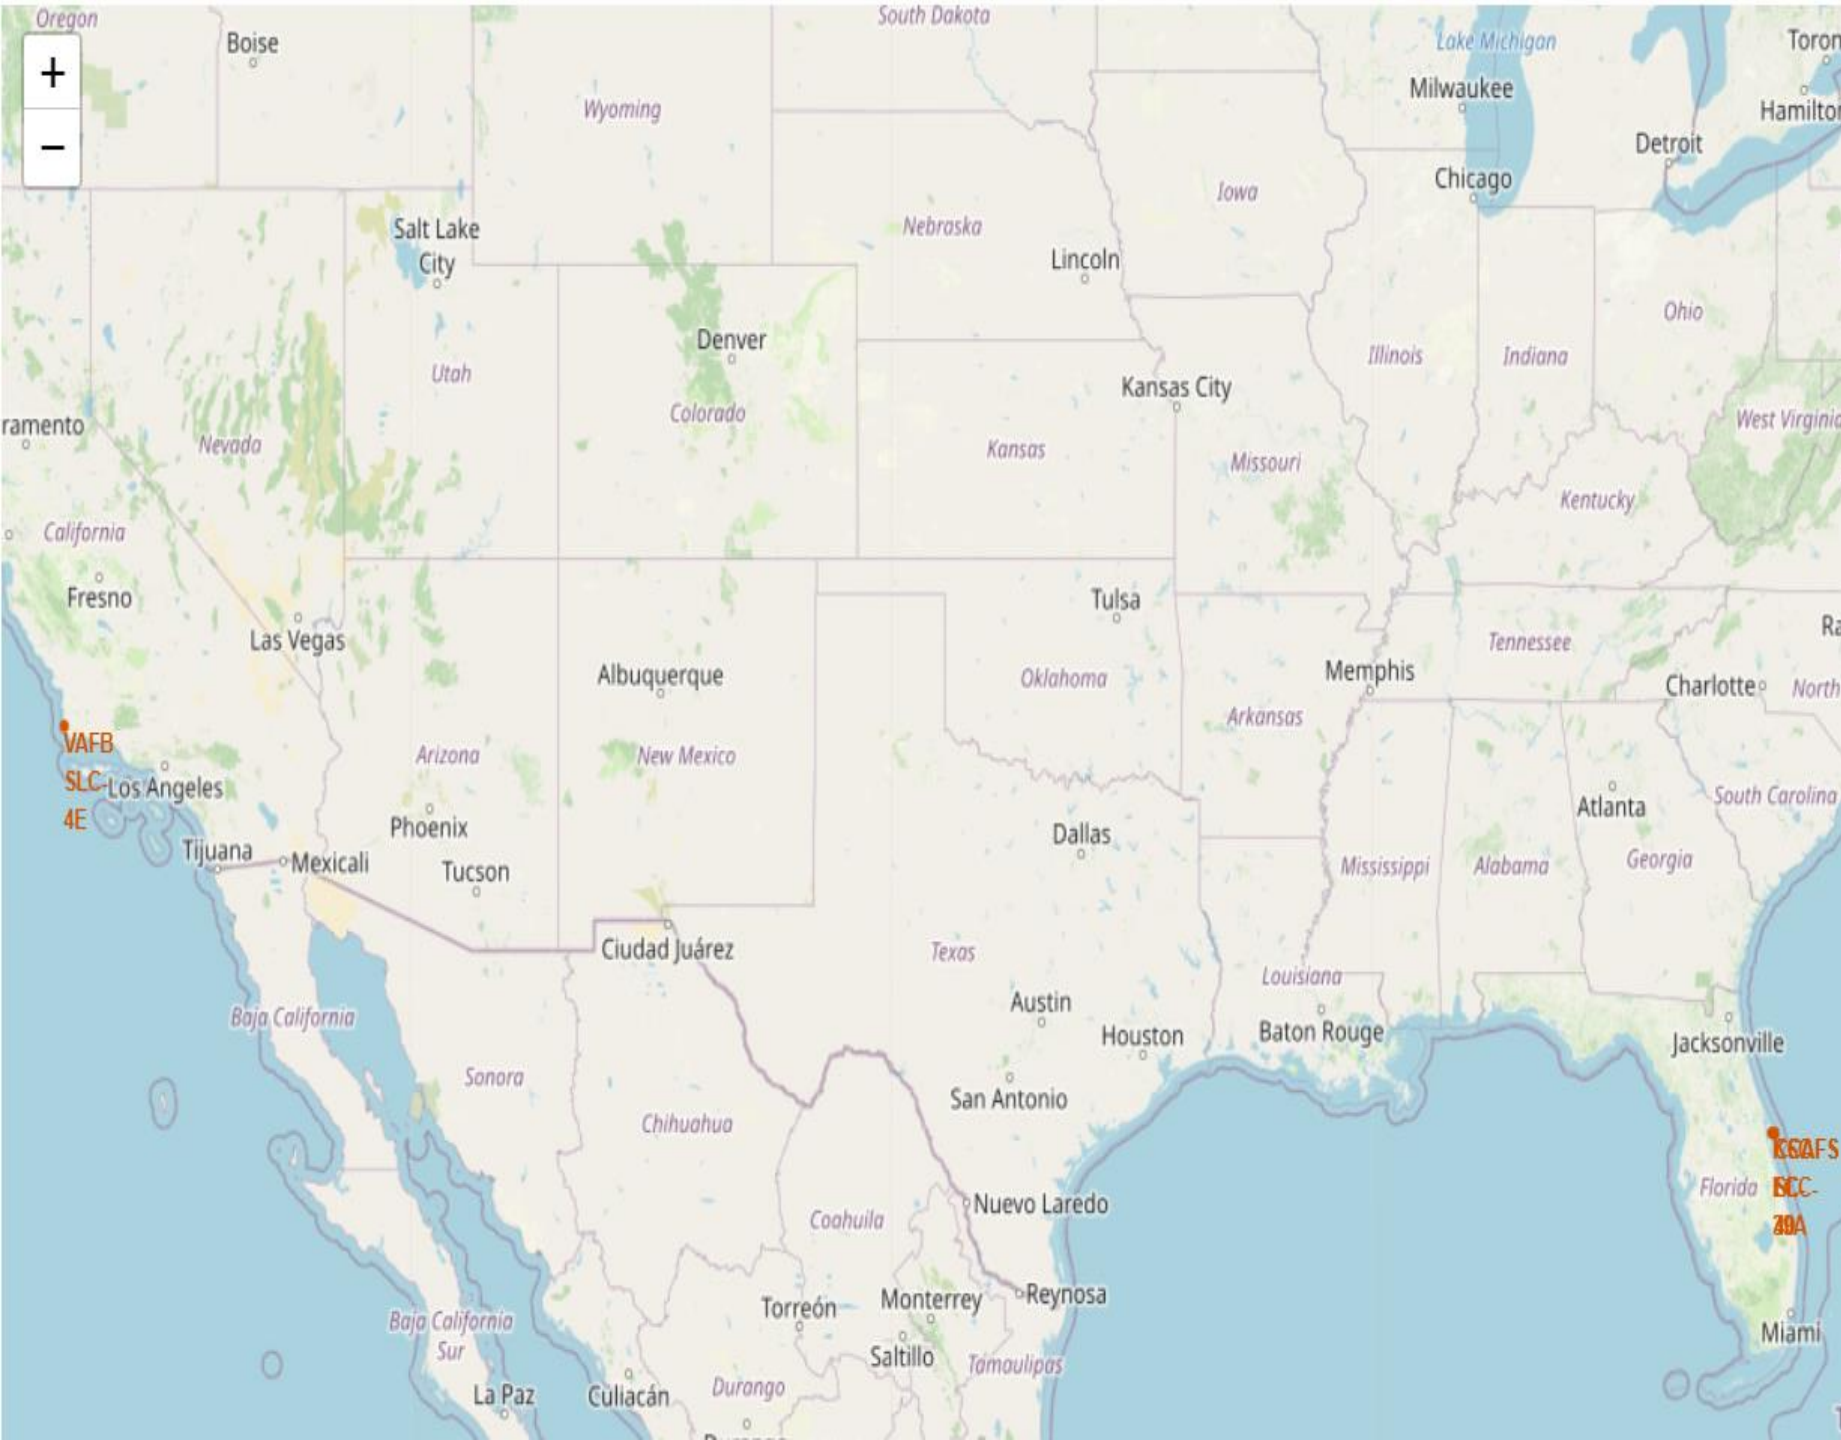 Oregon
South Dakota
Boise
Lake Michigan
Toron
+
Milwaukee
Wyoming
Hamilto
−
Detroit
Chicago
Iowa
Salt Lake
City
Nebraska
Lincoln
Ohio
Denver
Illinois
Indiana
Utah
Kansas City
Colorado
West Virginia
ramento
Nevada
Kansas
Missouri
Kentucky
California
Fresno
Tulsa
Las Vegas
Ra
Tennessee
Albuquerque
Oklahoma
Memphis
Charlotte
North
Arkansas
VAFB
SLC-
4E
Arizona
New Mexico
Los Angeles
South Carolina
Atlanta
Phoenix
Dallas
Tijuana
Mexicali
Tucson
Mississippi
Alabama
Georgia
Ciudad Juárez
Texas
Louisiana
Austin
Baja California
Houston
Baton Rouge
Jacksonville
Sonora
San Antonio
Chihuahua
Florida
Nuevo Laredo
Coahuila
Reynosa
Monterrey
Torreón
Baja California
Sur
Miami
Saltillo
Tamaulipas
Durango
La Paz
Culiacán